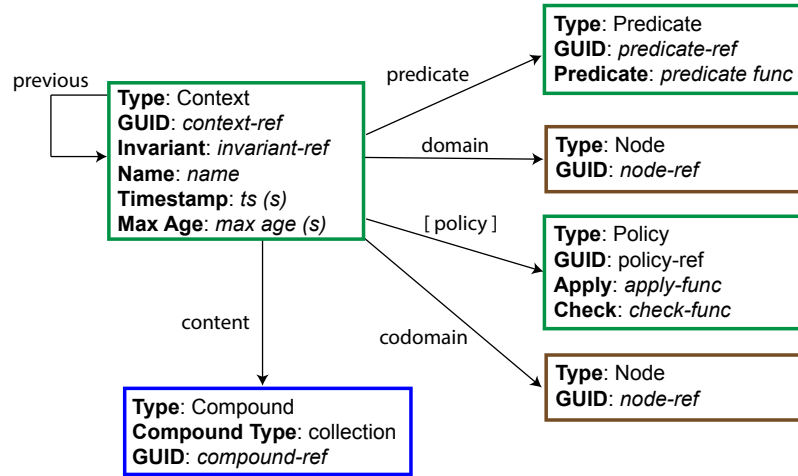 previous
Type: Context
GUID: context-ref
Invariant: invariant-ref
Name: name
Timestamp: ts (s)
Max Age: max age (s)
predicate
Type: Predicate
GUID: predicate-ref
Predicate: predicate func
domain
Type: Node
GUID: node-ref
[ policy ]
Type: Policy
GUID: policy-ref
Apply: apply-func
Check: check-func
codomain
Type: Node
GUID: node-ref
content
Type: Compound
Compound Type: collection
GUID: compound-ref